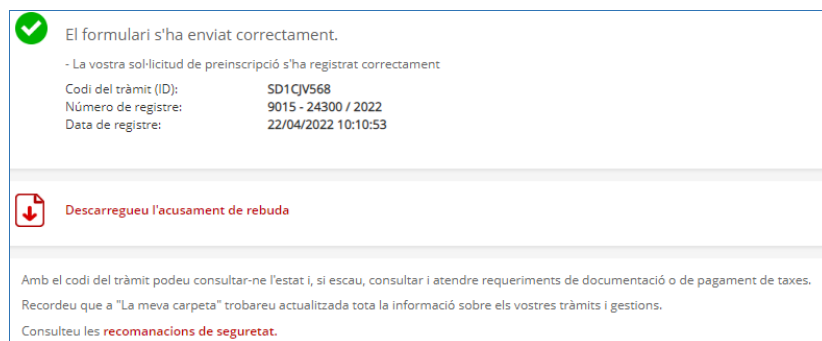 El formulari s'ha enviat correctament.
- La vostra sol·licitud de preinscripció s'ha registrat correctament
Codi del tràmit (ID): SD1CJV568
Número de registre: 9015 - 24300 / 2022
Data de registre: 22/04/2022 10:10:53
Descarregueu l'acusament de rebuda
Amb el codi del tràmit podeu consultar-ne l'estat i, si escau, consultar i atendre requeriments de documentació o de pagament de taxes.
Recordeu que a "La meva carpeta" trobareu actualitzada tota la informació sobre els vostres tràmits i gestions.
Consulteu les recomanacions de seguretat.